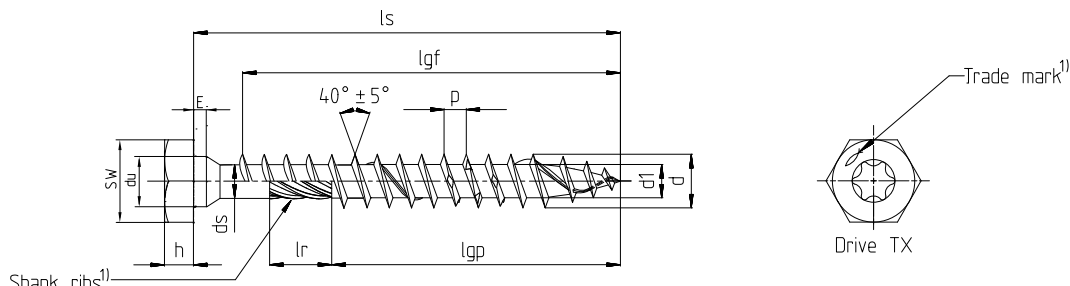 ls
lgf
Trade mark¹⁾
40° ± 5°
p
E
SW
du
d1
d
ds
h
lr
lgp
Drive TX
Shank ribs¹⁾